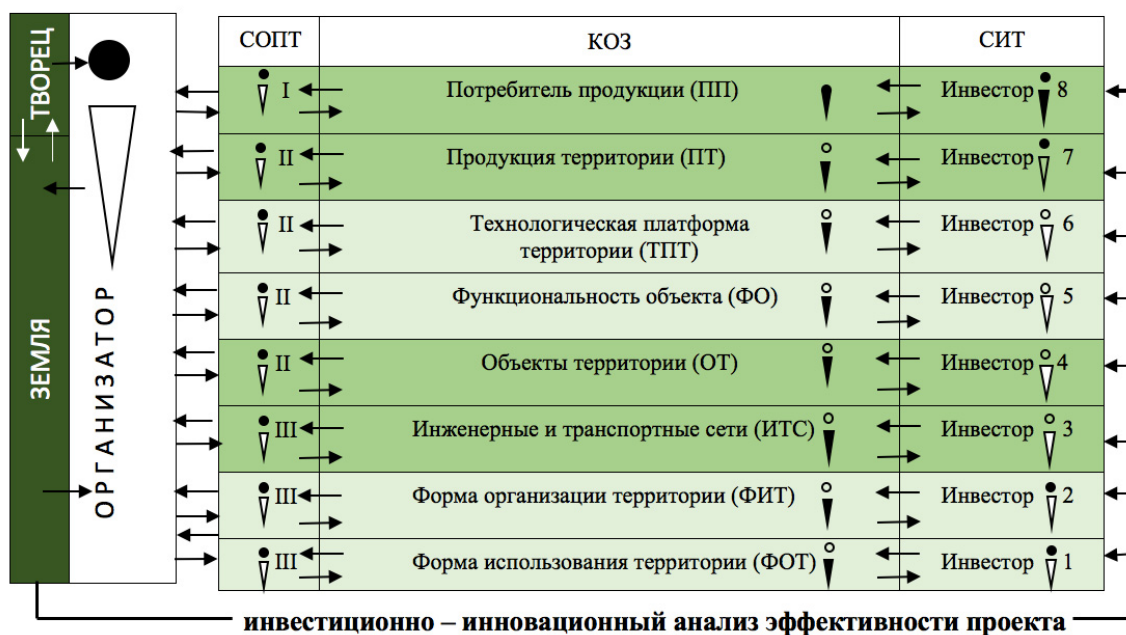 ТВОРЕЦ
ЗЕМЛЯ
ОРГАНИЗАТОР
СОПТ КОЗ СИТ
I Потребитель продукции (ПП) Инвестор 8
II Продукция территории (ПТ) Инвестор 7
II Технологическая платформа
территории (ТПТ) Инвестор 6
II Функциональность объекта (ФО) Инвестор 5
II Объекты территории (ОТ) Инвестор 4
III Инженерные и транспортные сети (ИТС) Инвестор 3
III Форма организации территории (ФИТ) Инвестор 2
III Форма использования территории (ФОТ) Инвестор 1
инвестиционно – инновационный анализ эффективности проекта